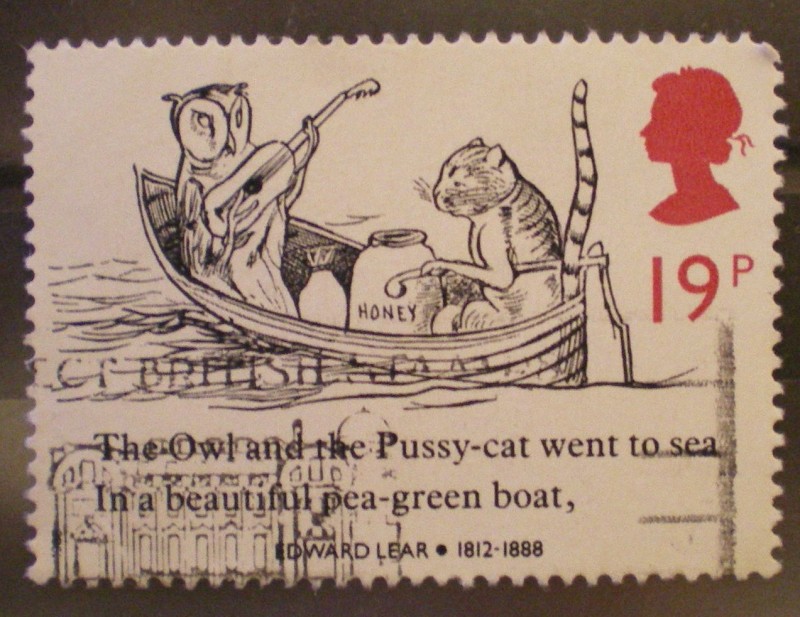 19P
HONEY
BRITISH
The Owl and the Pussy-cat went to sea
In a beautiful pea-green boat,
EDWARD LEAR • 1812-1888